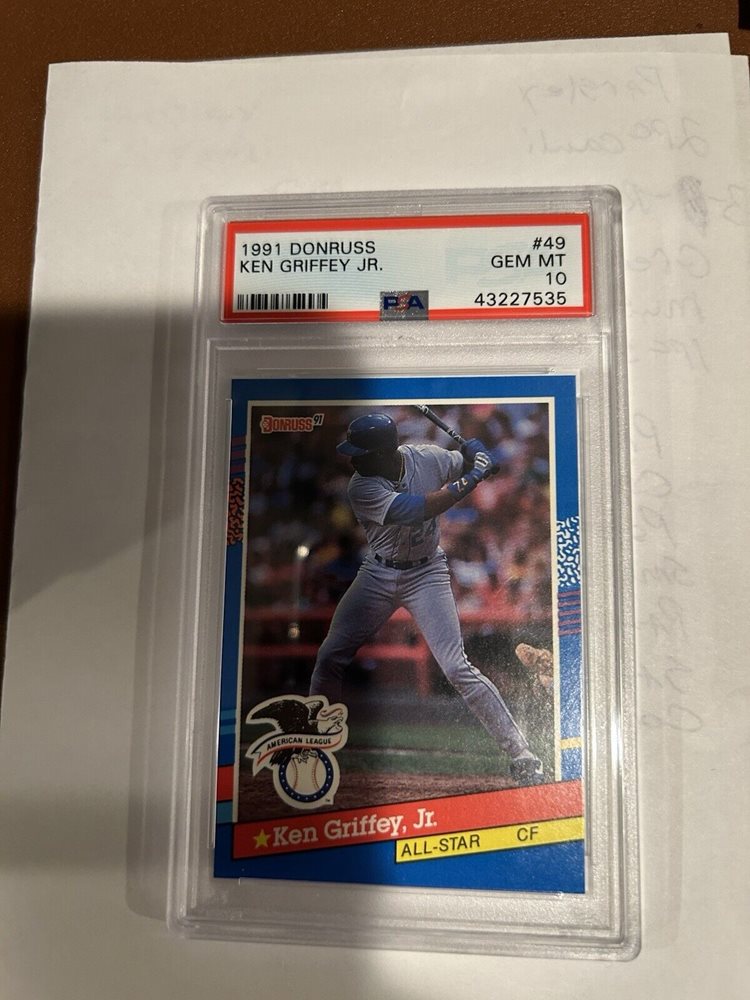 1991 DONRUSS #49
KEN GRIFFEY JR. GEM MT
10
PSA 43227535
DONRUSS 91
24
AMERICAN LEAGUE
Ken Griffey, Jr.
ALL-STAR CF